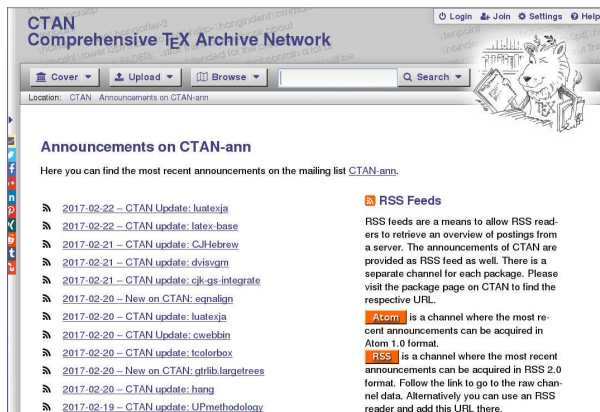 CTAN
Comprehensive TEX Archive Network
Login Join Settings Help
Cover Upload Browse Search
Location: CTAN Announcements on CTAN-ann
Announcements on CTAN-ann
Here you can find the most recent announcements on the mailing list CTAN-ann.
2017-02-22 – CTAN Update: luatexja
2017-02-22 – CTAN update: latex-base
2017-02-21 – CTAN update: CJHebrew
2017-02-21 – CTAN update: dvisvgm
2017-02-21 – CTAN update: cjk-gs-integrate
2017-02-20 – New on CTAN: eqnalign
2017-02-20 – CTAN update: luatexja
2017-02-20 – CTAN Update: cwebbin
2017-02-20 – CTAN update: tcolorbox
2017-02-20 – New on CTAN: gtrlib.largetrees
2017-02-20 – CTAN update: hang
2017-02-19 – CTAN update: UPmethodology
RSS Feeds
RSS feeds are a means to allow RSS read-
ers to retrieve an overview of postings from
a server. The announcements of CTAN are
provided as RSS feed as well. There is a
separate channel for each package. Please
visit the package page on CTAN to find the
respective URL.
Atom is a channel where the most re-
cent announcements can be acquired in
Atom 1.0 format.
RSS is a channel where the most recent
announcements can be acquired in RSS 2.0
format. Follow the link to go to the raw chan-
nel data. Alternatively you can use an RSS
reader and add this URL there.